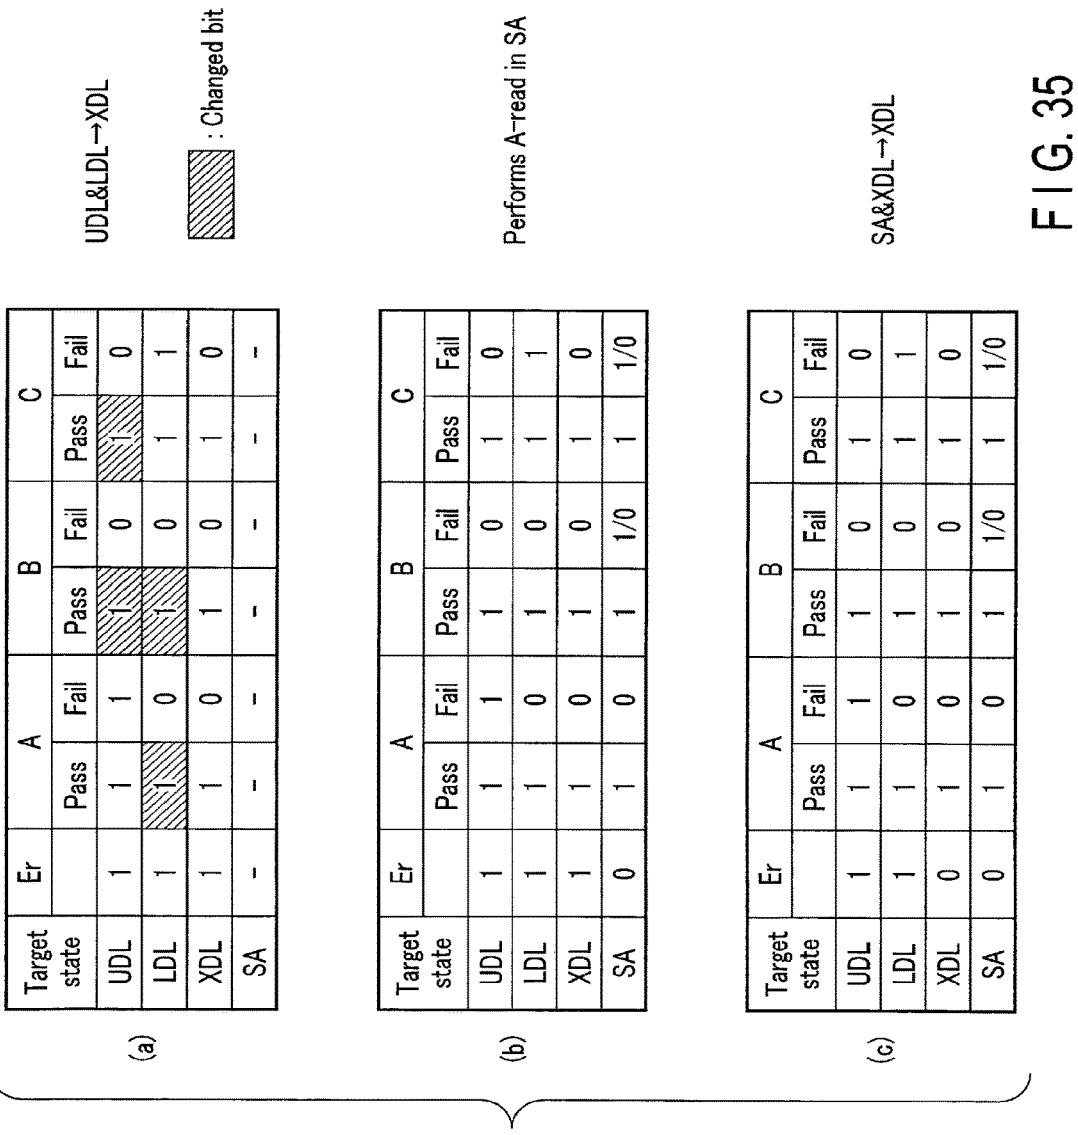 (a)
Target state Er A B C
Pass Fail Pass Fail Pass Fail
UDL 1 1 1 1 0 1 0
LDL 1 1 0 1 0 1 1
XDL 1 1 0 1 0 1 0
SA - - - - - - -
UDL&LDL→XDL
: Changed bit
(b)
Target state Er A B C
Pass Fail Pass Fail Pass Fail
UDL 1 1 1 1 0 1 0
LDL 1 1 0 1 0 1 1
XDL 1 1 0 1 0 1 0
SA 0 1 0 1 1/0 1 1/0
Performs A-read in SA
(c)
Target state Er A B C
Pass Fail Pass Fail Pass Fail
UDL 1 1 1 1 0 1 0
LDL 1 1 0 1 0 1 1
XDL 0 1 0 1 0 1 0
SA 0 1 0 1 1/0 1 1/0
SA&XDL→XDL
FIG. 35